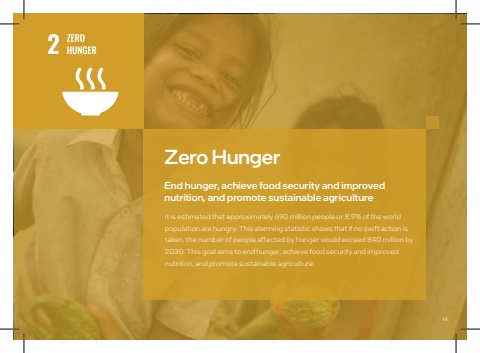 2 ZERO
HUNGER
Zero Hunger
End hunger, achieve food security and improved
nutrition, and promote sustainable agriculture
It is estimated that approximately 690 million people or 8.9% of the world
population are hungry. This alarming statistic shows that if no swift action is
taken, the number of people affected by hunger would exceed 840 million by
2030. This goal aims to end hunger, achieve food security and improved
nutrition, and promote sustainable agriculture.
14